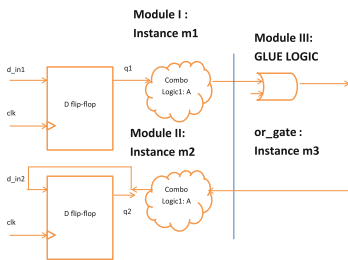 Module I :
Instance m1
Module III:
GLUE LOGIC
d_in1
q1
Combo
Logic1: A
D flip-flop
clk
Module II:
Instance m2
or_gate :
Instance m3
d_in2
Combo
Logic1: A
D flip-flop
q2
clk